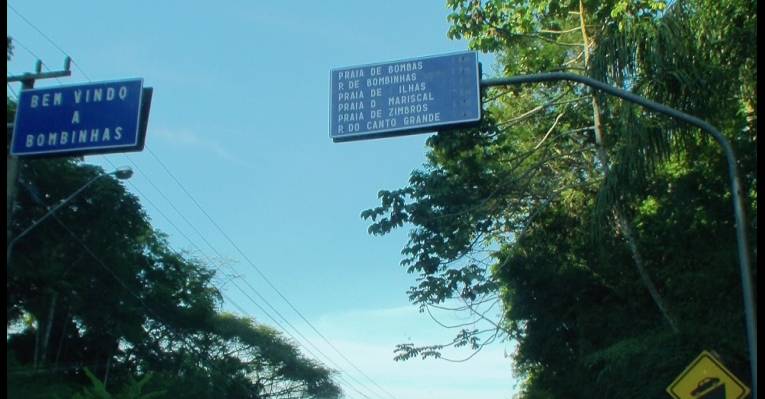 BEM VINDO
A
BOMBINHAS
PRAIA DE BOMBAS
P. DE BOMBINHAS
PRAIA DE ILHAS
PRAIA D MARISCAL
PRAIA DE ZIMBROS
P. DO CANTO GRANDE